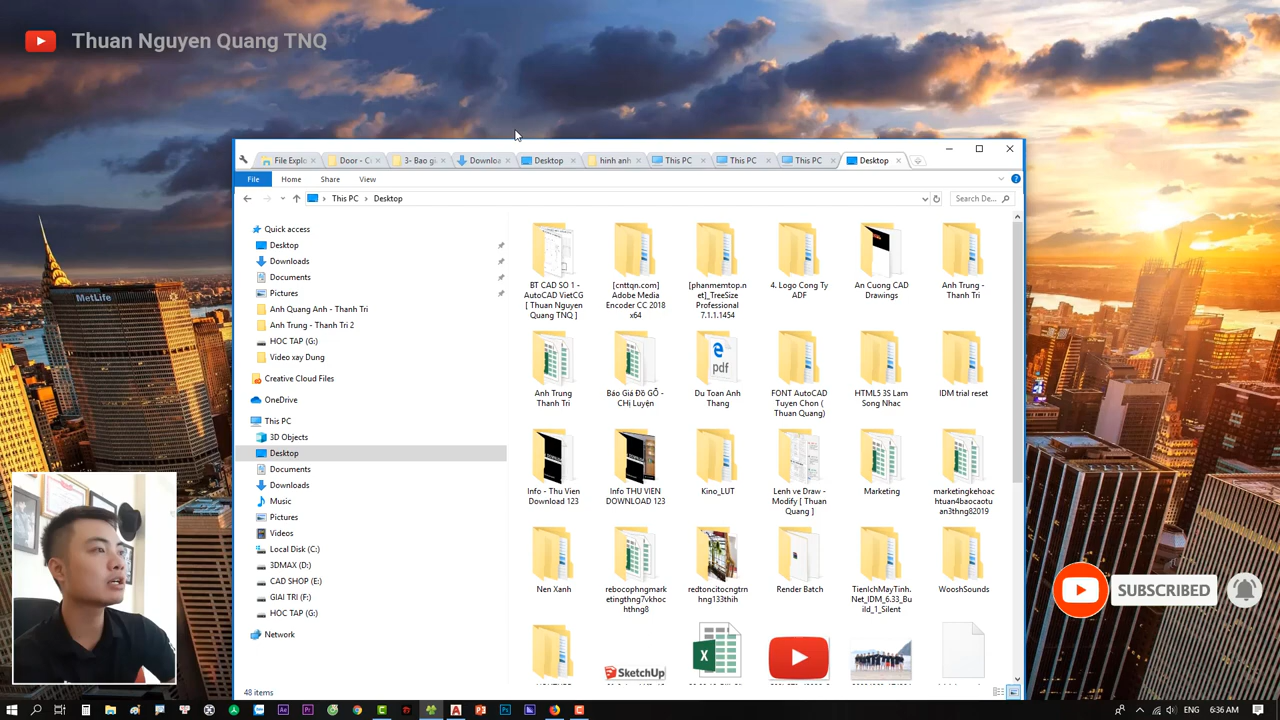 Thuan Nguyen Quang TNQ
MetLife
File Explo
Door - C
3- Bao gi
Downloa
Desktop
hinh anh
This PC
This PC
This PC
Desktop
File
Home
Share
View
This PC
Desktop
Search De...
Quick access
Desktop
Downloads
Documents
Pictures
Anh Quang Anh - Thanh Tri
Anh Trung - Thanh Tri 2
HOC TAP (G:)
Video xay Dung
Creative Cloud Files
OneDrive
This PC
3D Objects
Desktop
Documents
Downloads
Music
Pictures
Videos
Local Disk (C:)
3DMAX (D:)
CAD SHOP (E:)
GIAI TRI (F:)
HOC TAP (G:)
Network
BT CAD SO 1 -
AutoCAD VietCG
[ Thuan Nguyen
Quang TNQ ]
[cnttqn.com]
Adobe Media
Encoder CC 2018
x64
[phanmemtop.n
et]_TreeSize
Professional
7.1.1.1454
4. Logo Cong Ty
ADF
An Cuong CAD
Drawings
Anh Trung -
Thanh Tri
Anh Trung
Thanh Tri
Báo Giá Đồ GỖ -
CHị Luyện
pdf
Du Toan Anh
Thang
FONT AutoCAD
Tuyen Chon (
Thuan Quang)
HTML5 3S Lam
Song Nhac
IDM trial reset
Info - Thu Vien
Download 123
Info THU VIEN
DOWNLOAD 123
Kino_LUT
Lenh ve Draw -
Modify [ Thuan
Quang ]
Marketing
marketingkehoac
htuan4baocaotu
an3thng82019
Nen Xanh
rebocophngmark
etingthng7vkhoc
hthng8
redtoncitocngtrn
hng133thih
Render Batch
TienIchMayTinh.
Net_IDM_6.33_Bu
ild_1_Silent
WooshSounds
SketchUp
48 items
SUBSCRIBED
ENG
6:36 AM